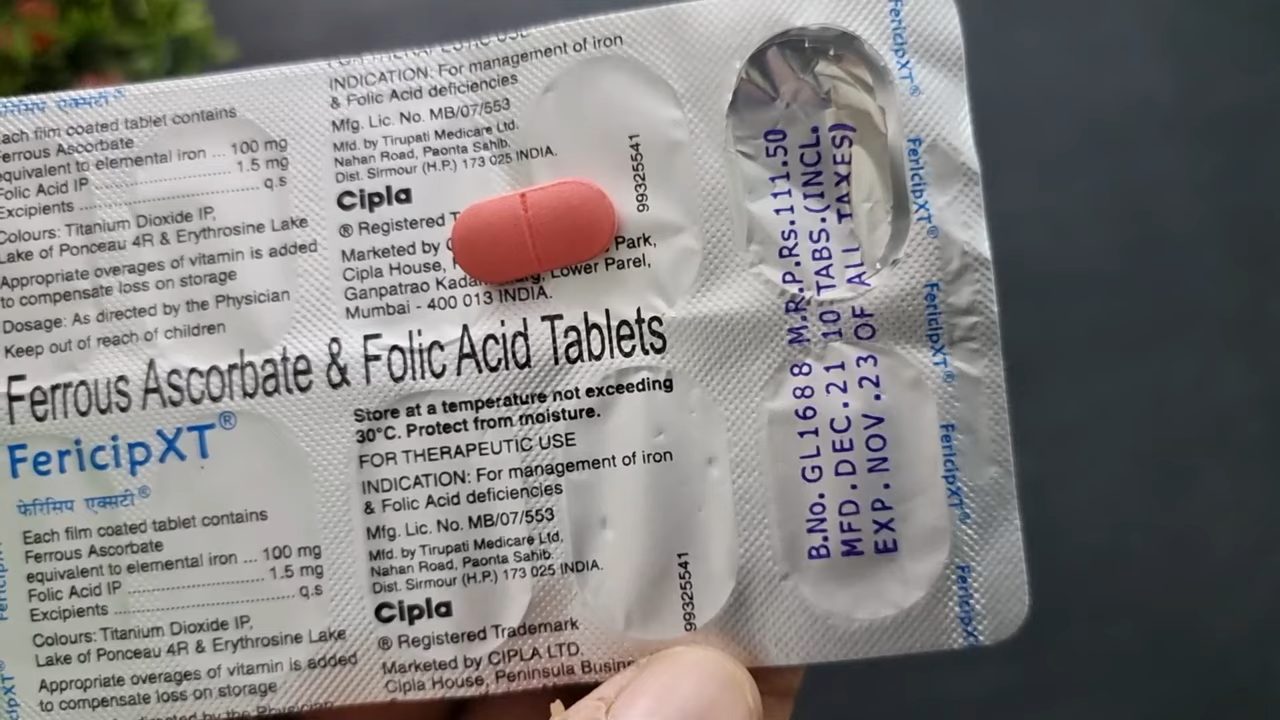 फेरिसिप एक्सटी®
Each film coated tablet contains
Ferrous Ascorbate
equivalent to elemental iron ... 100 mg
Folic Acid IP ........................ 1.5 mg
Excipients ........................... q.s
Colours: Titanium Dioxide IP,
Lake of Ponceau 4R & Erythrosine Lake
Appropriate overages of vitamin is added
to compensate loss on storage
Dosage: As directed by the Physician
Keep out of reach of children
INDICATION: For management of iron
& Folic Acid deficiencies
Mfg. Lic. No. MB/07/553
Mfd. by Tirupati Medicare Ltd.
Nahan Road, Paonta Sahib.
Dist. Sirmour (H.P.) 173 025 INDIA.
Cipla
® Registered
Marketed by
Cipla House, Park,
Ganpatrao Lower Parel,
Mumbai - 400 013 INDIA.
99325541
Ferrous Ascorbate & Folic Acid Tablets
FericipXT®
फेरिसिप एक्सटी®
Each film coated tablet contains
Ferrous Ascorbate
equivalent to elemental iron ... 100 mg
Folic Acid IP ........................ 1.5 mg
Excipients ........................... q.s
Colours: Titanium Dioxide IP,
Lake of Ponceau 4R & Erythrosine Lake
Appropriate overages of vitamin is added
to compensate loss on storage
by the Physician
Store at a temperature not exceeding
30°C. Protect from moisture.
FOR THERAPEUTIC USE
INDICATION: For management of iron
& Folic Acid deficiencies
Mfg. Lic. No. MB/07/553
Mfd. by Tirupati Medicare Ltd,
Nahan Road, Paonta Sahib.
Dist. Sirmour (H.P.) 173 025 INDIA.
Cipla
® Registered Trademark
Marketed by CIPLA LTD.
Cipla House, Peninsula Busin
99325541
B.No.GL1688 M.R.P.Rs.111.50
MFD.DEC.21 10 TABS.(INCL.
EXP.NOV.23 OF ALL TAXES)
FericipXT®
FericipXT®
FericipXT®
FericipXT®
FericipX